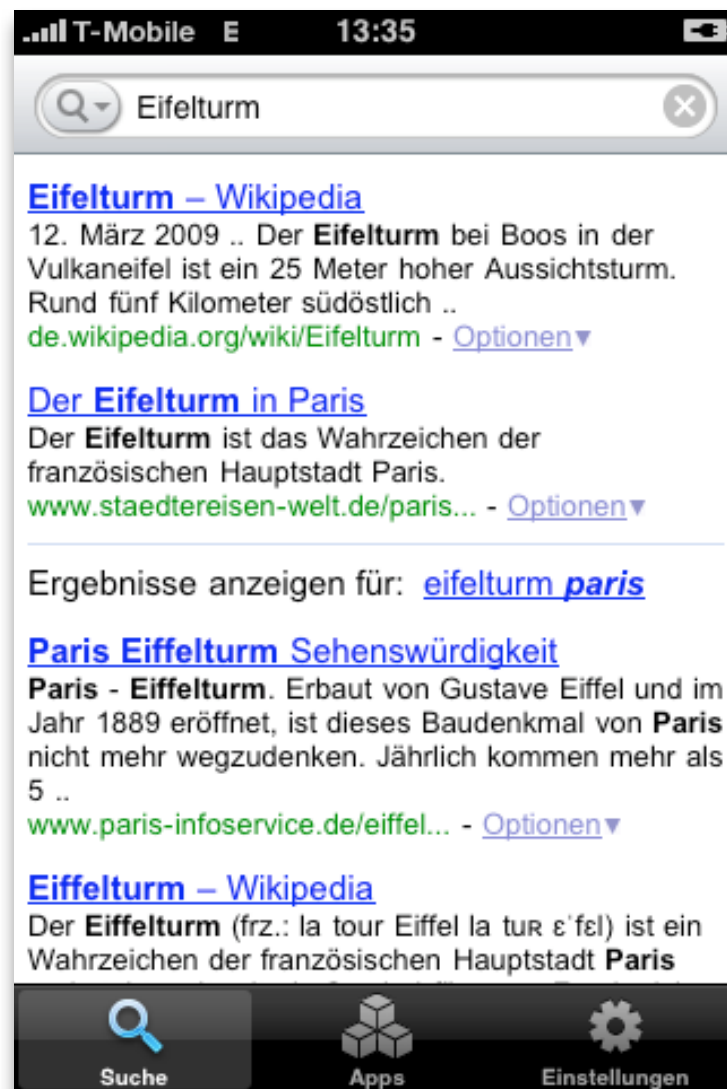 T-Mobile E 13:35
Eifelturm
Eifelturm – Wikipedia
12. März 2009 .. Der Eifelturm bei Boos in der
Vulkaneifel ist ein 25 Meter hoher Aussichtsturm.
Rund fünf Kilometer südöstlich ..
de.wikipedia.org/wiki/Eifelturm - Optionen▼
Der Eifelturm in Paris
Der Eifelturm ist das Wahrzeichen der
französischen Hauptstadt Paris.
www.staedtereisen-welt.de/paris... - Optionen▼
Ergebnisse anzeigen für: eifelturm paris
Paris Eiffelturm Sehenswürdigkeit
Paris - Eiffelturm. Erbaut von Gustave Eiffel und im
Jahr 1889 eröffnet, ist dieses Baudenkmal von Paris
nicht mehr wegzudenken. Jährlich kommen mehr als
5 ..
www.paris-infoservice.de/eiffel... - Optionen▼
Eiffelturm – Wikipedia
Der Eiffelturm (frz.: la tour Eiffel la tuʀ ɛˈfɛl) ist ein
Wahrzeichen der französischen Hauptstadt Paris
Suche Apps Einstellungen